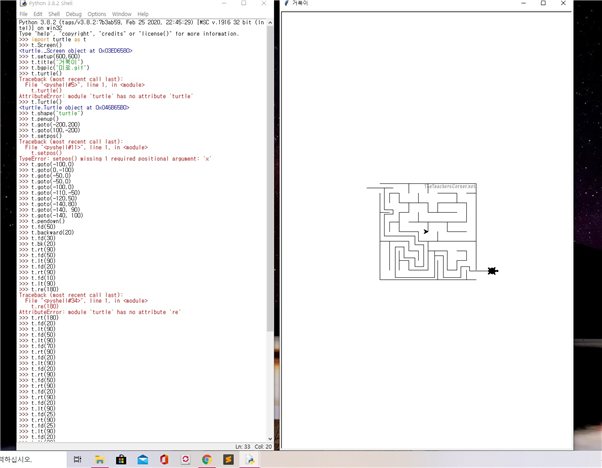 Python 3.8.2 Shell
File Edit Shell Debug Options Window Help
Python 3.8.2 (tags/v3.8.2:7b3ab59, Feb 25 2020, 22:45:29) [MSC v.1916 32 bit (In
tel)] on win32
Type "help", "copyright", "credits" or "license()" for more information.
>>> import turtle as t
>>> t.Screen()
<turtle._Screen object at 0x03ED6580>
>>> t.setup(600,600)
>>> t.title("거북이")
>>> t.bgpic("미로.gif")
>>> t.turtle()
Traceback (most recent call last):
File "<pyshell#5>", line 1, in <module>
t.turtle()
AttributeError: module 'turtle' has no attribute 'turtle'
>>> t.Turtle()
<turtle.Turtle object at 0x046865B0>
>>> t.shape("turtle")
>>> t.penup()
>>> t.goto(-200,200)
>>> t.goto(100,-200)
>>> t.setpos()
Traceback (most recent call last):
File "<pyshell#11>", line 1, in <module>
t.setpos()
TypeError: setpos() missing 1 required positional argument: 'x'
>>> t.goto(-100,0)
>>> t.goto(0,-100)
>>> t.goto(-50,0)
>>> t.goto(-50,0)
>>> t.goto(-100,0)
>>> t.goto(-110,-50)
>>> t.goto(-120,50)
>>> t.goto(-140,80)
>>> t.goto(-140, 90)
>>> t.goto(-140, 100)
>>> t.pendown()
>>> t.fd(50)
>>> t.backward(20)
>>> t.fd(30)
>>> t.bk(20)
>>> t.rt(90)
>>> t.fd(50)
>>> t.lt(90)
>>> t.fd(20)
>>> t.rt(90)
>>> t.fd(10)
>>> t.lt(90)
>>> t.re(180)
Traceback (most recent call last):
File "<pyshell#34>", line 1, in <module>
t.re(180)
AttributeError: module 'turtle' has no attribute 're'
>>> t.rt(180)
>>> t.fd(20)
>>> t.lt(90)
>>> t.fd(50)
>>> t.lt(90)
>>> t.fd(70)
>>> t.rt(90)
>>> t.fd(20)
>>> t.lt(90)
>>> t.fd(20)
>>> t.rt(90)
>>> t.fd(20)
>>> t.lt(90)
>>> t.fd(50)
>>> t.rt(90)
>>> t.fd(20)
>>> t.rt(90)
>>> t.fd(20)
>>> t.lt(90)
>>> t.fd(25)
>>> t.lt(90)
>>> t.fd(20)
Ln: 33 Col: 20
거북이
TheTeachersCorner.net
력하십시오.